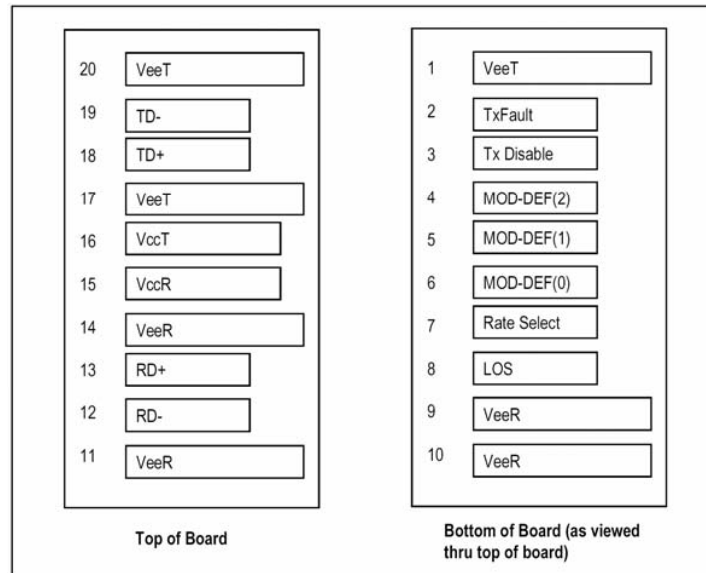 20 VeeT
19 TD-
18 TD+
17 VeeT
16 VccT
15 VccR
14 VeeR
13 RD+
12 RD-
11 VeeR
Top of Board
1 VeeT
2 TxFault
3 Tx Disable
4 MOD-DEF(2)
5 MOD-DEF(1)
6 MOD-DEF(0)
7 Rate Select
8 LOS
9 VeeR
10 VeeR
Bottom of Board (as viewed
thru top of board)